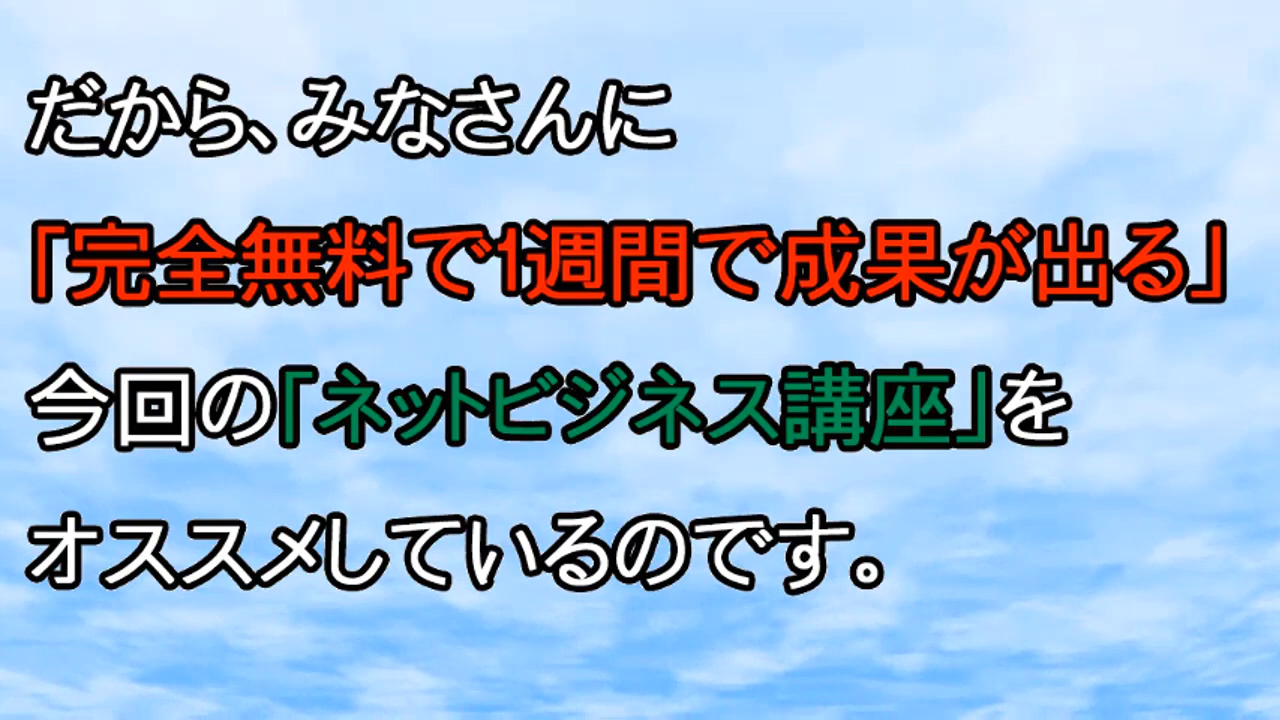 だから、みなさんに
「完全無料で1週間で成果が出る」
今回の「ネットビジネス講座」を
オススメしているのです。